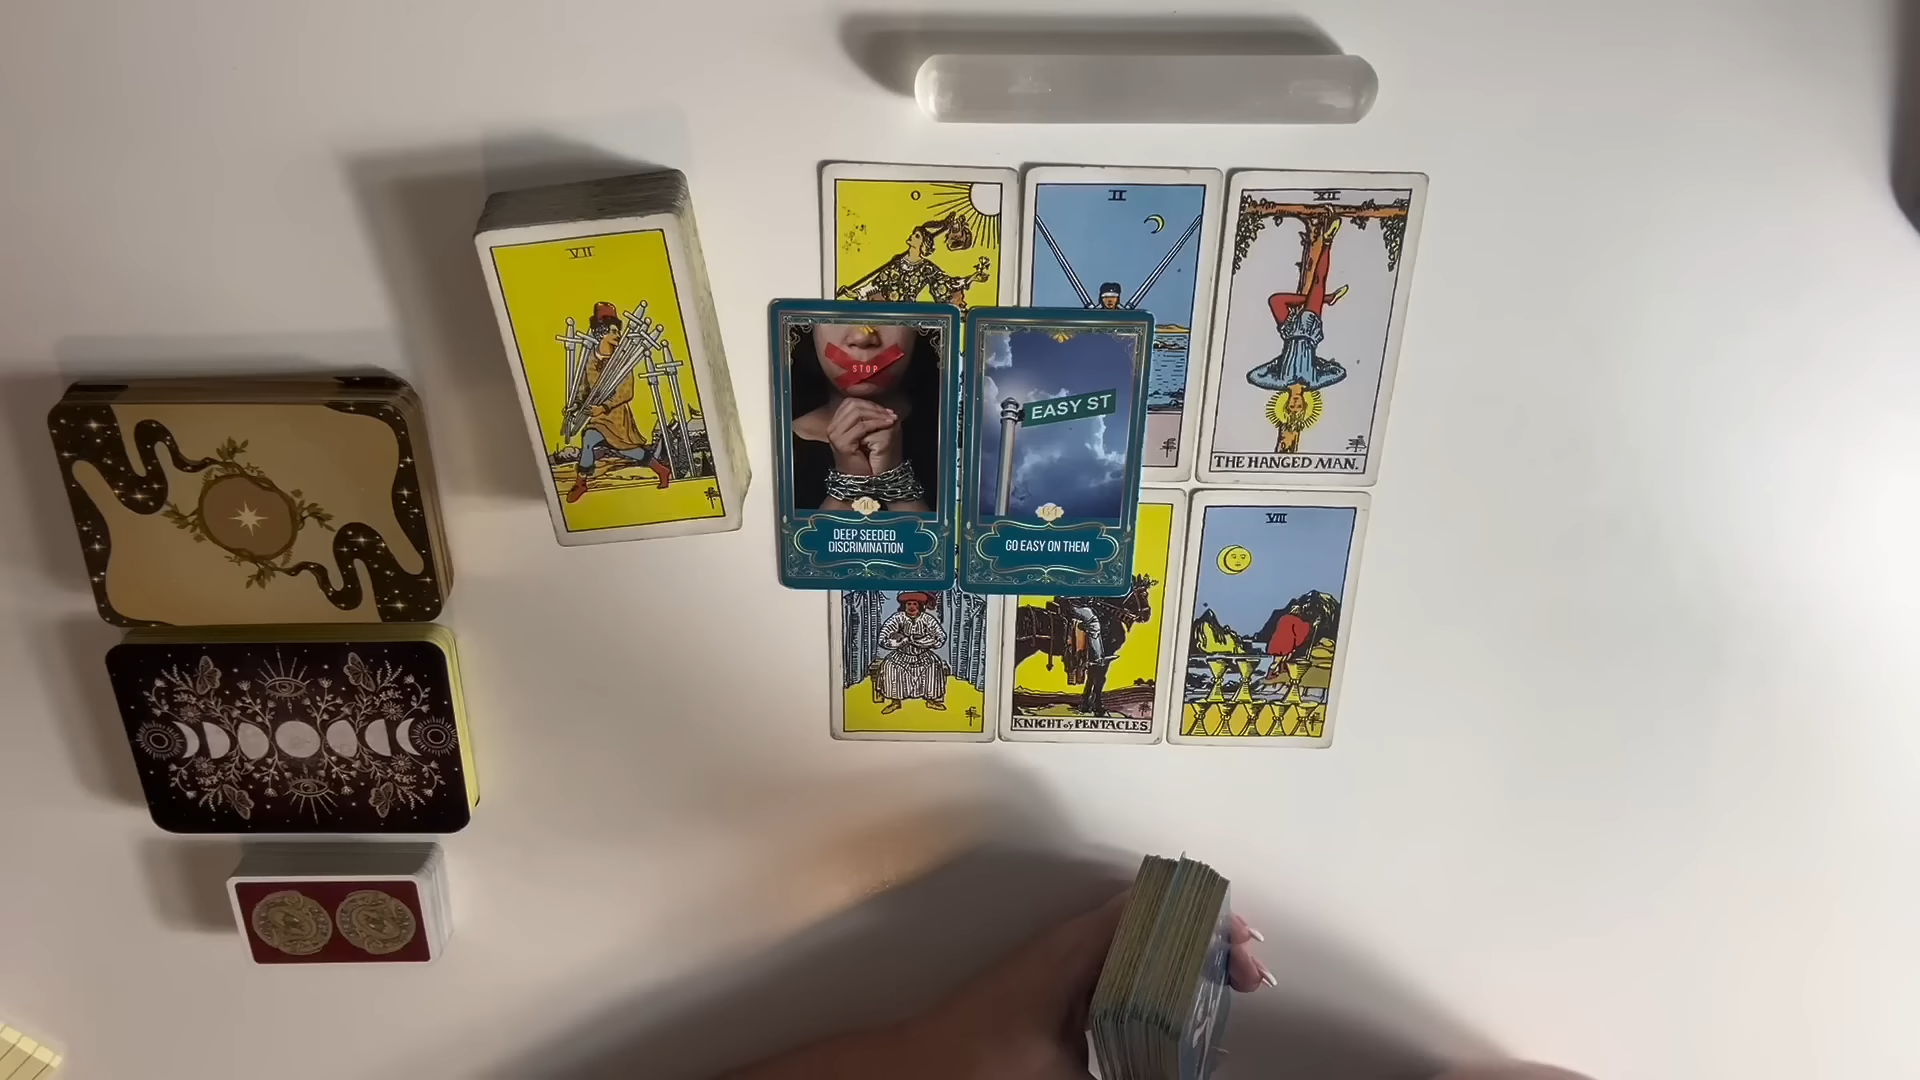 VII
0
II
XII
THE HANGED MAN.
STOP
EASY ST
DEEP SEEDED
DISCRIMINATION
GO EASY ON THEM
VIII
KNIGHT of PENTACLES